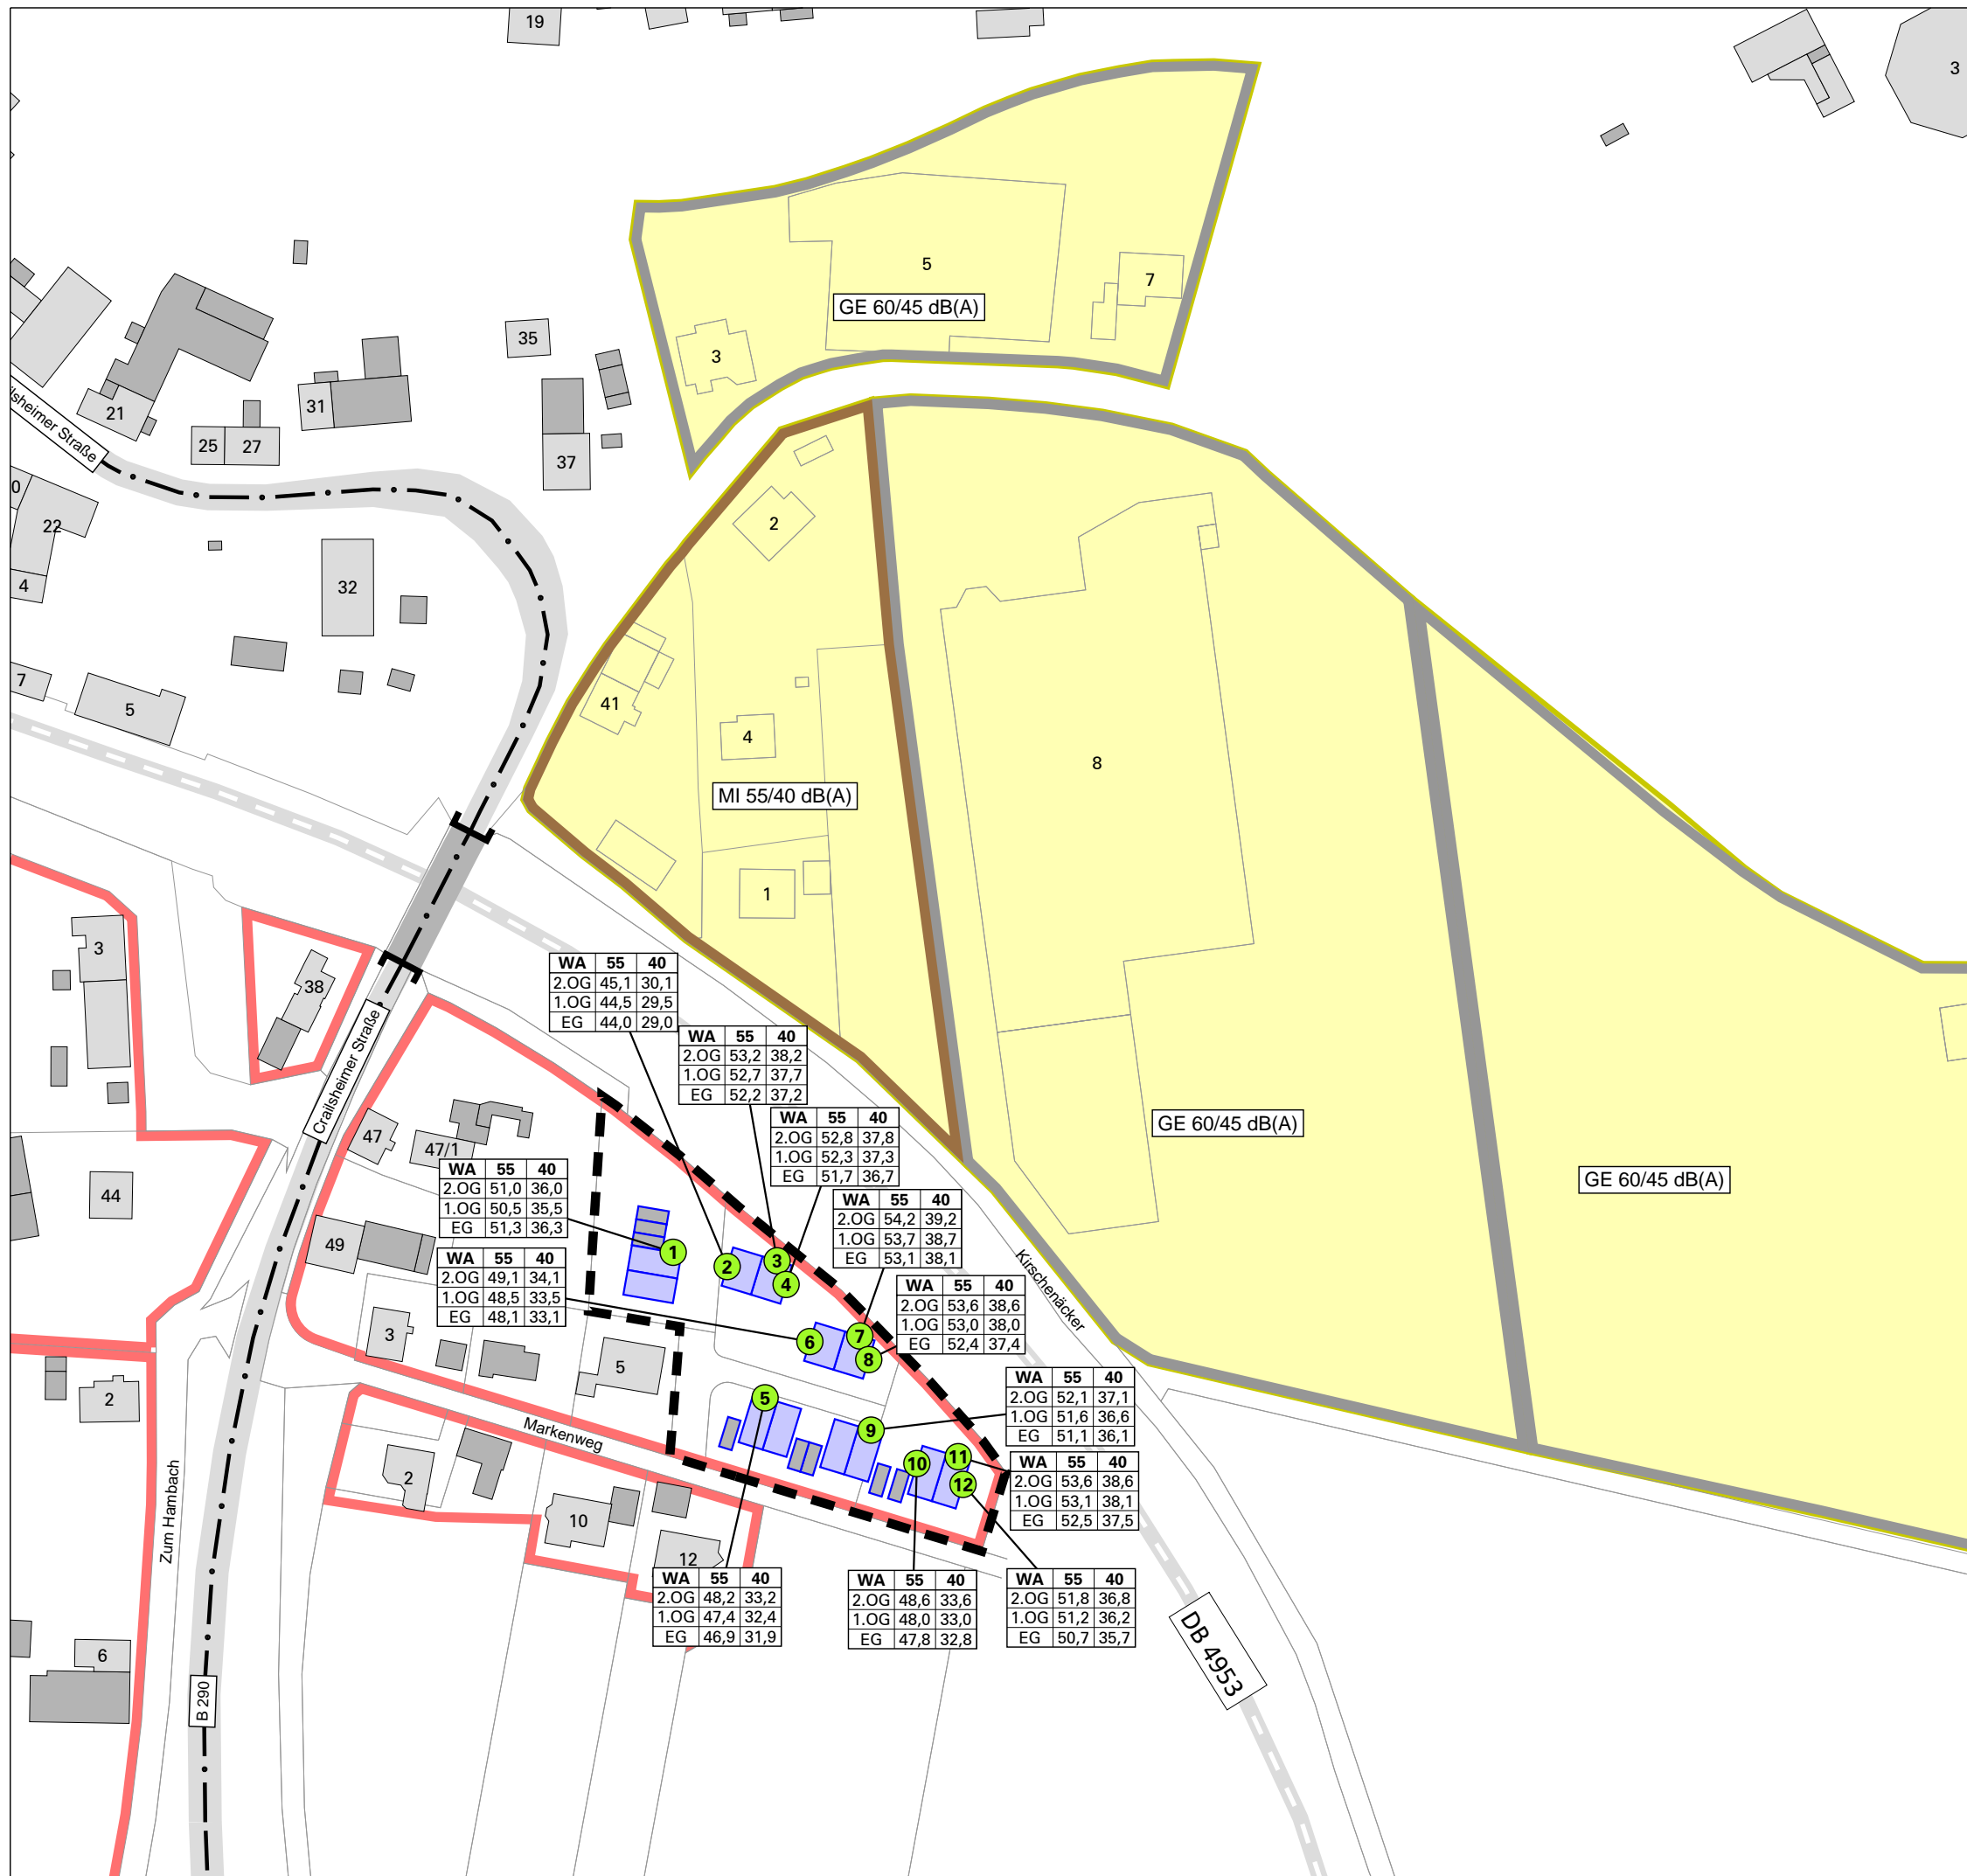 19
3
5
7
GE 60/45 dB(A)
3
35
21
31
25
27
37
ilsheimer Straße
0
22
4
2
32
7
5
41
4
8
MI 55/40 dB(A)
1
3
38
WA 55 40
2.OG 45,1 30,1
1.OG 44,5 29,5
EG 44,0 29,0
Crailsheimer Straße
WA 55 40
2.OG 53,2 38,2
1.OG 52,7 37,7
EG 52,2 37,2
WA 55 40
2.OG 52,8 37,8
1.OG 52,3 37,3
EG 51,7 36,7
GE 60/45 dB(A)
47
47/1
WA 55 40
2.OG 51,0 36,0
1.OG 50,5 35,5
EG 51,3 36,3
GE 60/45 dB(A)
44
WA 55 40
2.OG 54,2 39,2
1.OG 53,7 38,7
EG 53,1 38,1
49
1
2
3
4
WA 55 40
2.OG 49,1 34,1
1.OG 48,5 33,5
EG 48,1 33,1
Kirschenäcker
WA 55 40
2.OG 53,6 38,6
1.OG 53,0 38,0
EG 52,4 37,4
3
6
7
8
5
2
5
WA 55 40
2.OG 52,1 37,1
1.OG 51,6 36,6
EG 51,1 36,1
Markenweg
9
2
10
11
12
WA 55 40
2.OG 53,6 38,6
1.OG 53,1 38,1
EG 52,5 37,5
Zum Hambach
10
12
WA 55 40
2.OG 48,2 33,2
1.OG 47,4 32,4
EG 46,9 31,9
WA 55 40
2.OG 48,6 33,6
1.OG 48,0 33,0
EG 47,8 32,8
WA 55 40
2.OG 51,8 36,8
1.OG 51,2 36,2
EG 50,7 35,7
6
B 290
DB 4953